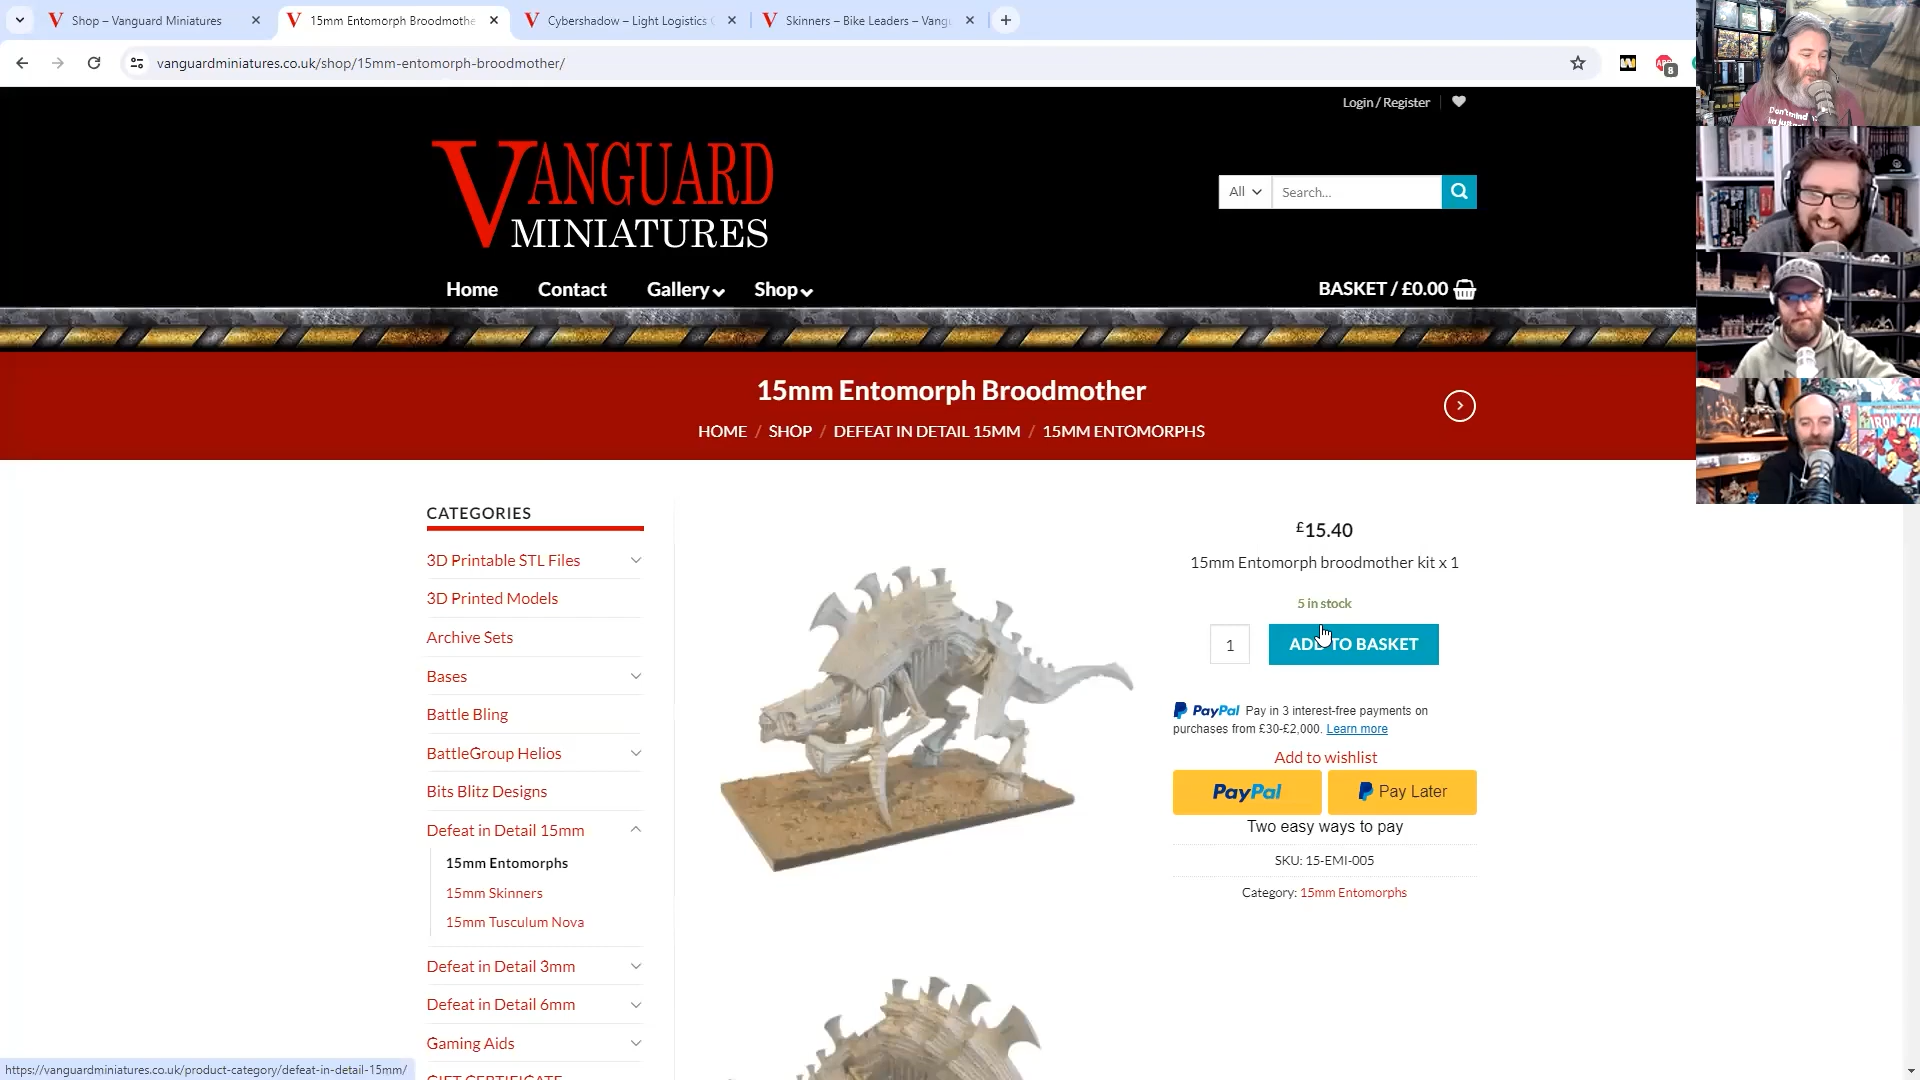 Shop – Vanguard Miniatures
15mm Entomorph Broodmothe
Cybershadow – Light Logistics
Skinners – Bike Leaders – Vang
vanguardminiatures.co.uk/shop/15mm-entomorph-broodmother/
8
Login / Register
VANGUARD
MINIATURES
All
Search...
Home
Contact
Gallery
Shop
BASKET / £0.00
15mm Entomorph Broodmother
HOME / SHOP / DEFEAT IN DETAIL 15MM / 15MM ENTOMORPHS
CATEGORIES
3D Printable STL Files
3D Printed Models
Archive Sets
Bases
Battle Bling
BattleGroup Helios
Bits Blitz Designs
Defeat in Detail 15mm
15mm Entomorphs
15mm Skinners
15mm Tusculum Nova
Defeat in Detail 3mm
Defeat in Detail 6mm
Gaming Aids
GIFT CERTIFICATE
£15.40
15mm Entomorph broodmother kit x 1
5 in stock
1
ADD TO BASKET
PayPal Pay in 3 interest-free payments on
purchases from £30-£2,000. Learn more
Add to wishlist
PayPal
Pay Later
Two easy ways to pay
SKU: 15-EMI-005
Category: 15mm Entomorphs
https://vanguardminiatures.co.uk/product-category/defeat-in-detail-15mm/
Don't mind
IRON MAN